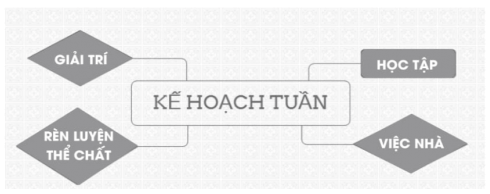 GIẢI TRÍ
HỌC TẬP
KẾ HOẠCH TUẦN
RÈN LUYỆN
THỂ CHẤT
VIỆC NHÀ